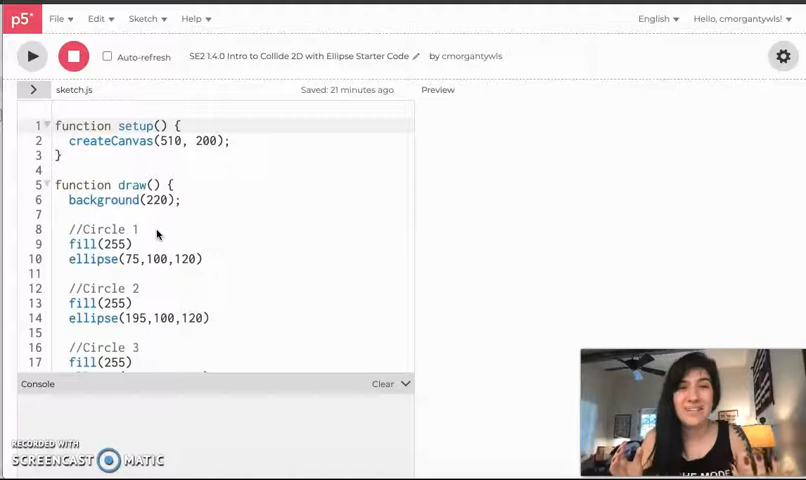 p5*
File
Edit
Sketch
Help
English
Hello, cmorgantywls!
Auto-refresh
SE2 1.4.0 Intro to Collide 2D with Ellipse Starter Code
by cmorgantywls
sketch.js
Saved: 21 minutes ago
Preview
1 function setup() {
2 createCanvas(510, 200);
3 }
4
5 function draw() {
6 background(220);
7
8 //Circle 1
9 fill(255)
10 ellipse(75,100,120)
11
12 //Circle 2
13 fill(255)
14 ellipse(195,100,120)
15
16 //Circle 3
17 fill(255)
Console
Clear
RECORDED WITH
SCREENCAST MATIC